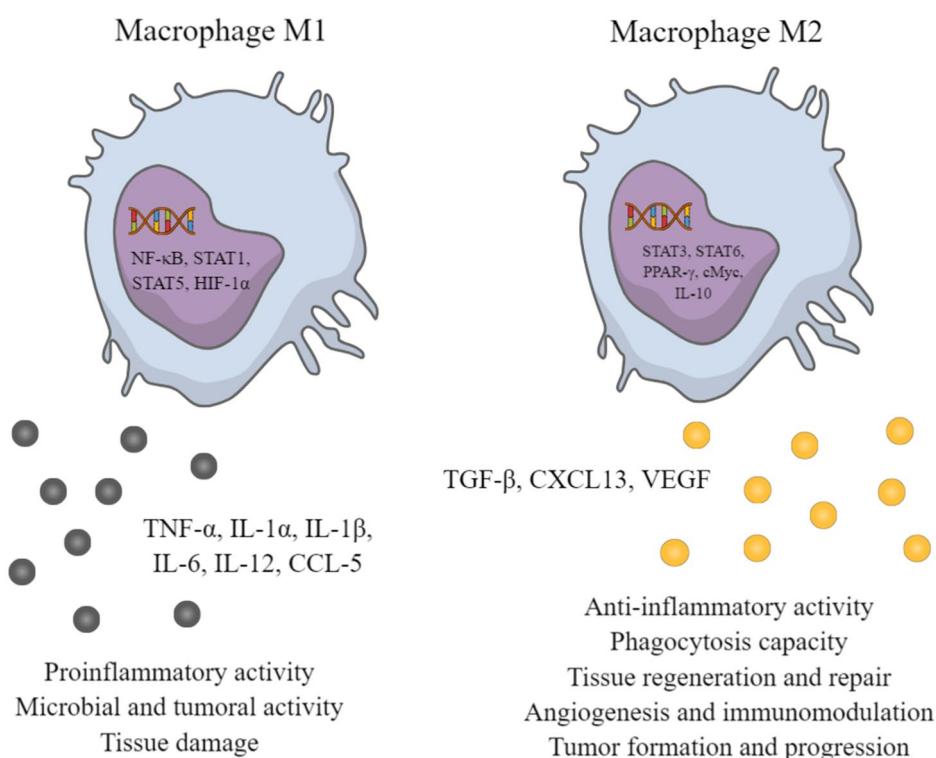 Macrophage M1
NF-κB, STAT1,
STAT5, HIF-1α
TNF-α, IL-1α, IL-1β,
IL-6, IL-12, CCL-5
Proinflammatory activity
Microbial and tumoral activity
Tissue damage
Macrophage M2
STAT3, STAT6,
PPAR-γ, cMyc,
IL-10
TGF-β, CXCL13, VEGF
Anti-inflammatory activity
Phagocytosis capacity
Tissue regeneration and repair
Angiogenesis and immunomodulation
Tumor formation and progression